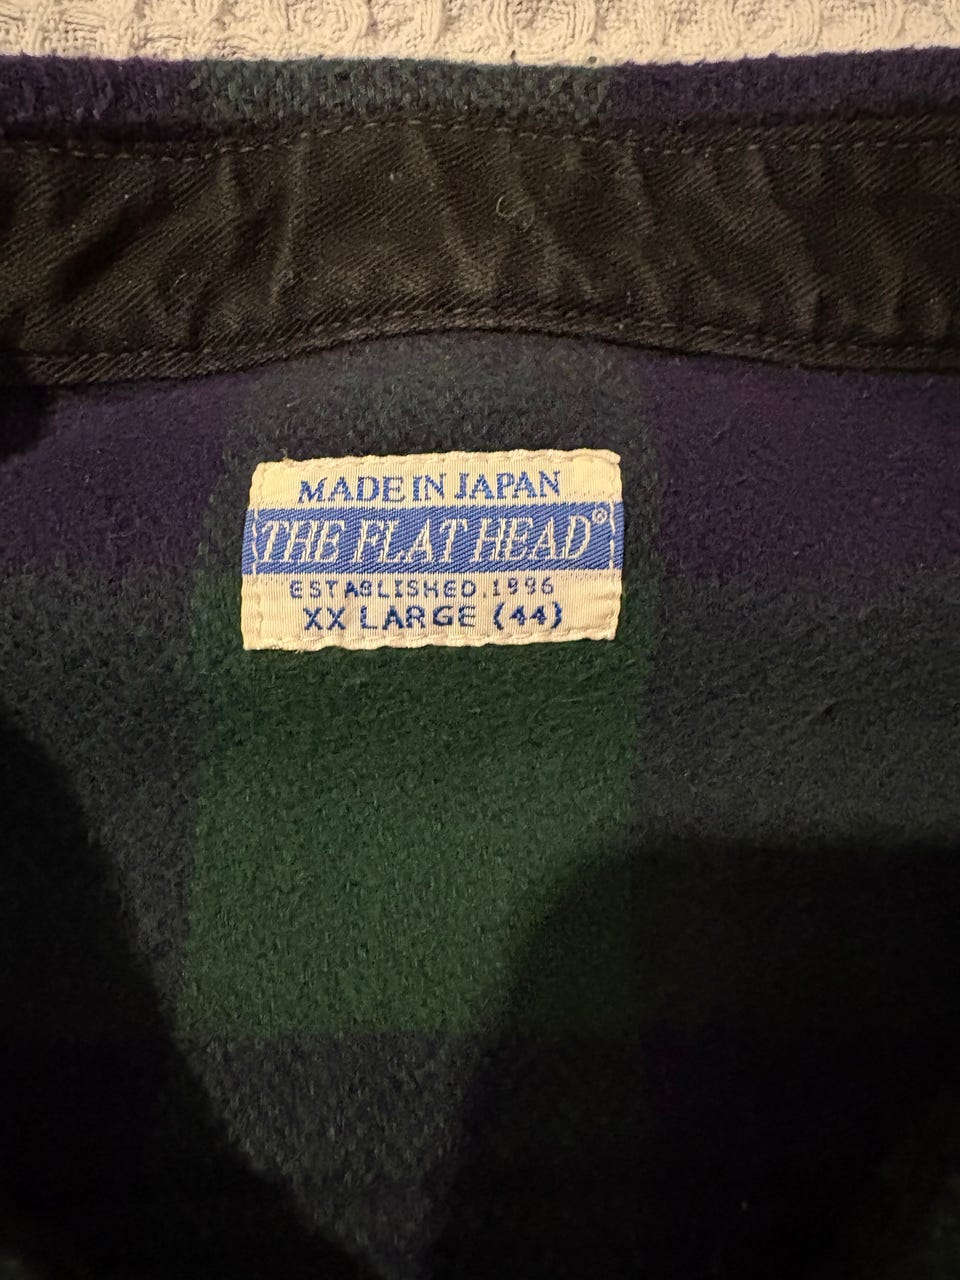 MADE IN JAPAN
THE FLAT HEAD®
ESTABLISHED.1996
XX LARGE (44)